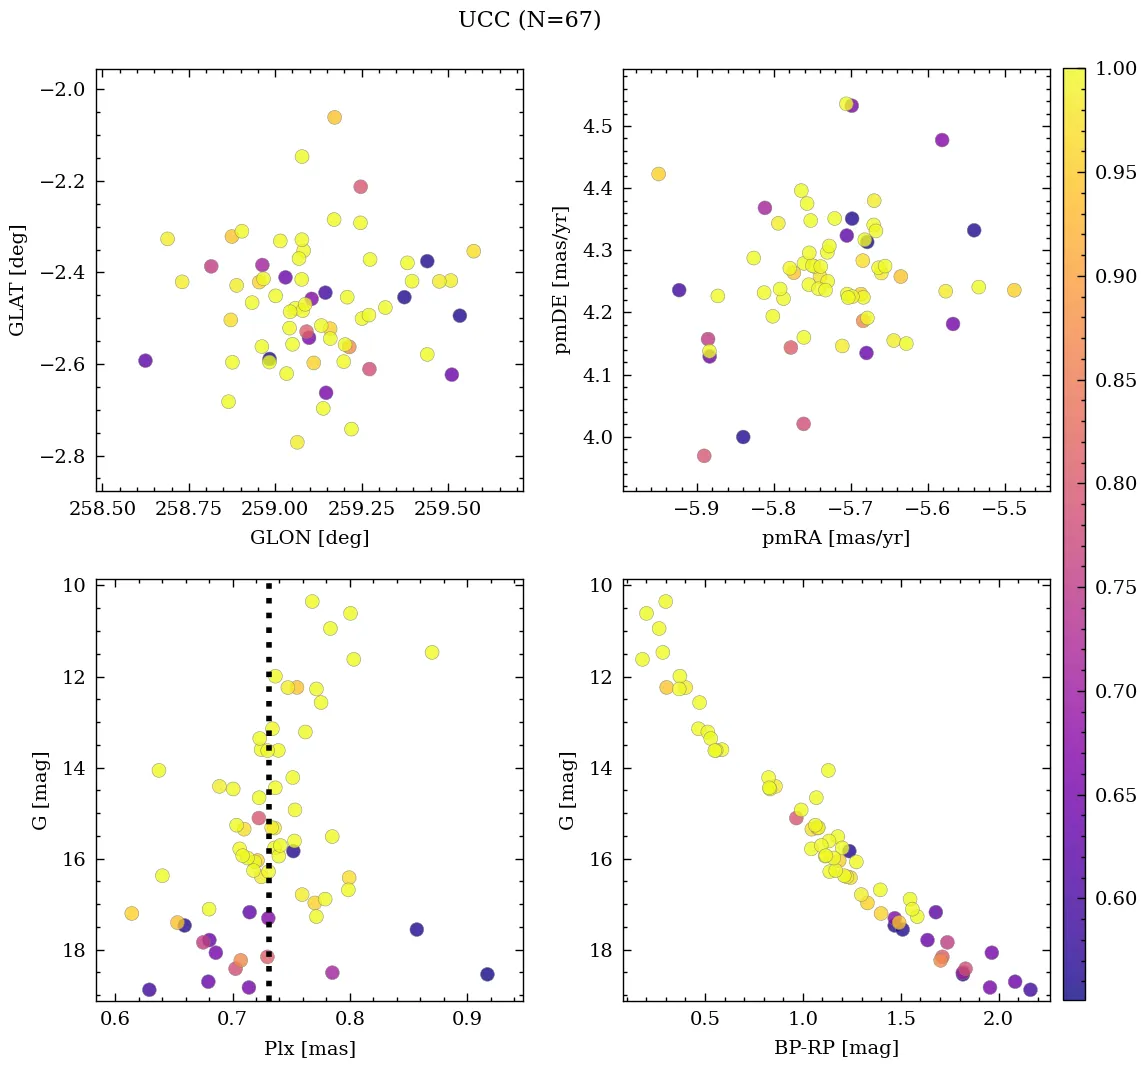 UCC (N=67)
−2.0
−2.2
−2.4
−2.6
−2.8
GLAT [deg]
258.50 258.75 259.00 259.25 259.50
GLON [deg]
4.5
4.4
4.3
4.2
4.1
4.0
pmDE [mas/yr]
−5.9 −5.8 −5.7 −5.6 −5.5
pmRA [mas/yr]
1.00
0.95
0.90
0.85
0.80
0.75
0.70
0.65
0.60
10
12
14
16
18
G [mag]
0.6 0.7 0.8 0.9
Plx [mas]
10
12
14
16
18
G [mag]
0.5 1.0 1.5 2.0
BP-RP [mag]